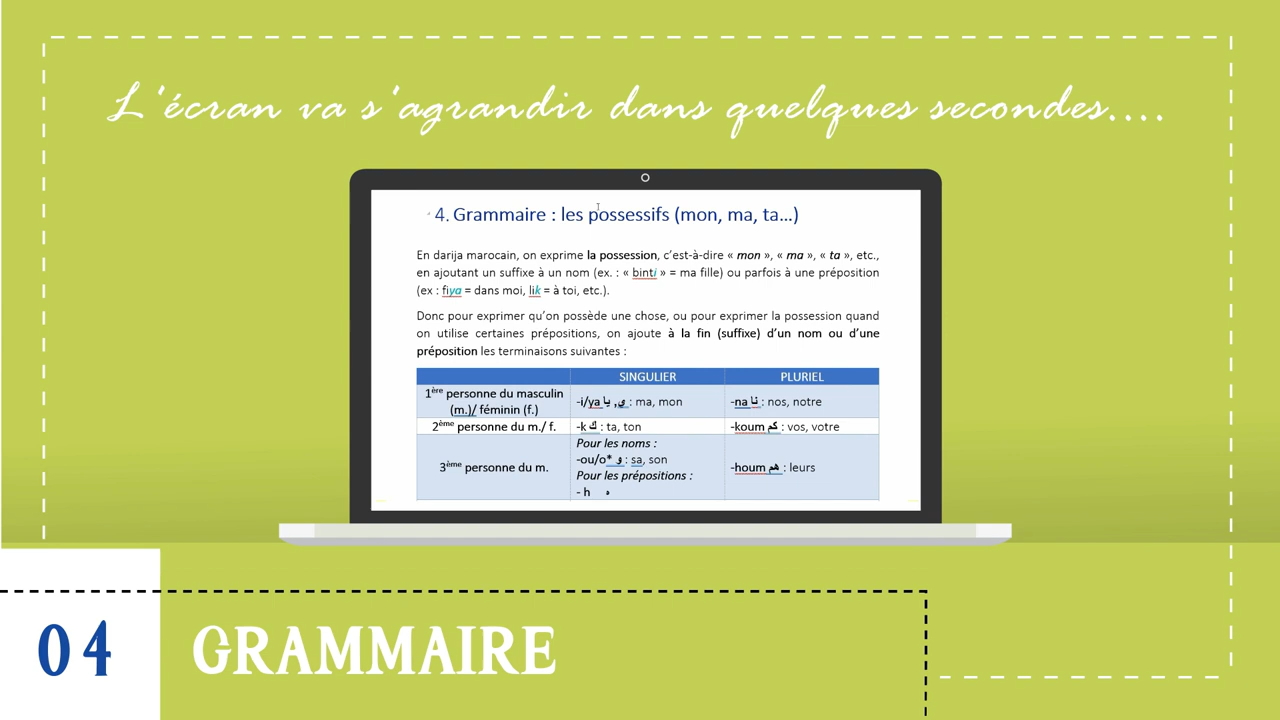 L'écran va s'agrandir dans quelques secondes....
4. Grammaire : les possessifs (mon, ma, ta…)
En darija marocain, on exprime la possession, c'est-à-dire « mon », « ma », « ta », etc.,
en ajoutant un suffixe à un nom (ex. : « binti » = ma fille) ou parfois à une préposition
(ex : fiya = dans moi, lik = à toi, etc.).
Donc pour exprimer qu'on possède une chose, ou pour exprimer la possession quand
on utilise certaines prépositions, on ajoute à la fin (suffixe) d'un nom ou d'une
préposition les terminaisons suivantes :
SINGULIER PLURIEL
1ère personne du masculin
(m.)/ féminin (f.)
-i/ya ي, يا : ma, mon
-na نا : nos, notre
2ème personne du m./ f.
-k ك : ta, ton
-koum كم : vos, votre
3ème personne du m.
Pour les noms :
-ou/o* و : sa, son
Pour les prépositions :
- h ه
-houm هم : leurs
04 GRAMMAIRE